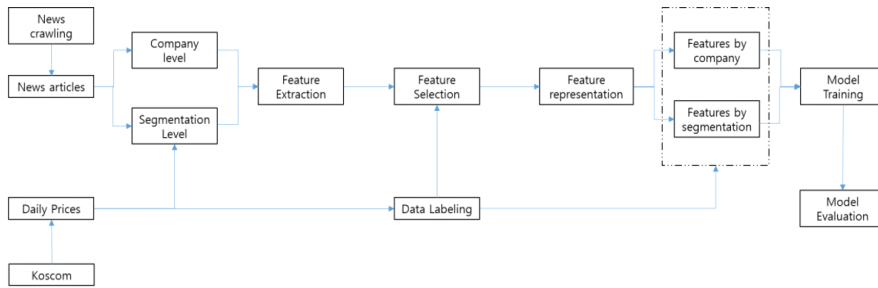 News
crawling
News articles
Company
level
Segmentation
Level
Feature
Extraction
Feature
Selection
Feature
representation
Features by
company
Features by
segmentation
Model
Training
Model
Evaluation
Daily Prices
Data Labeling
Koscom